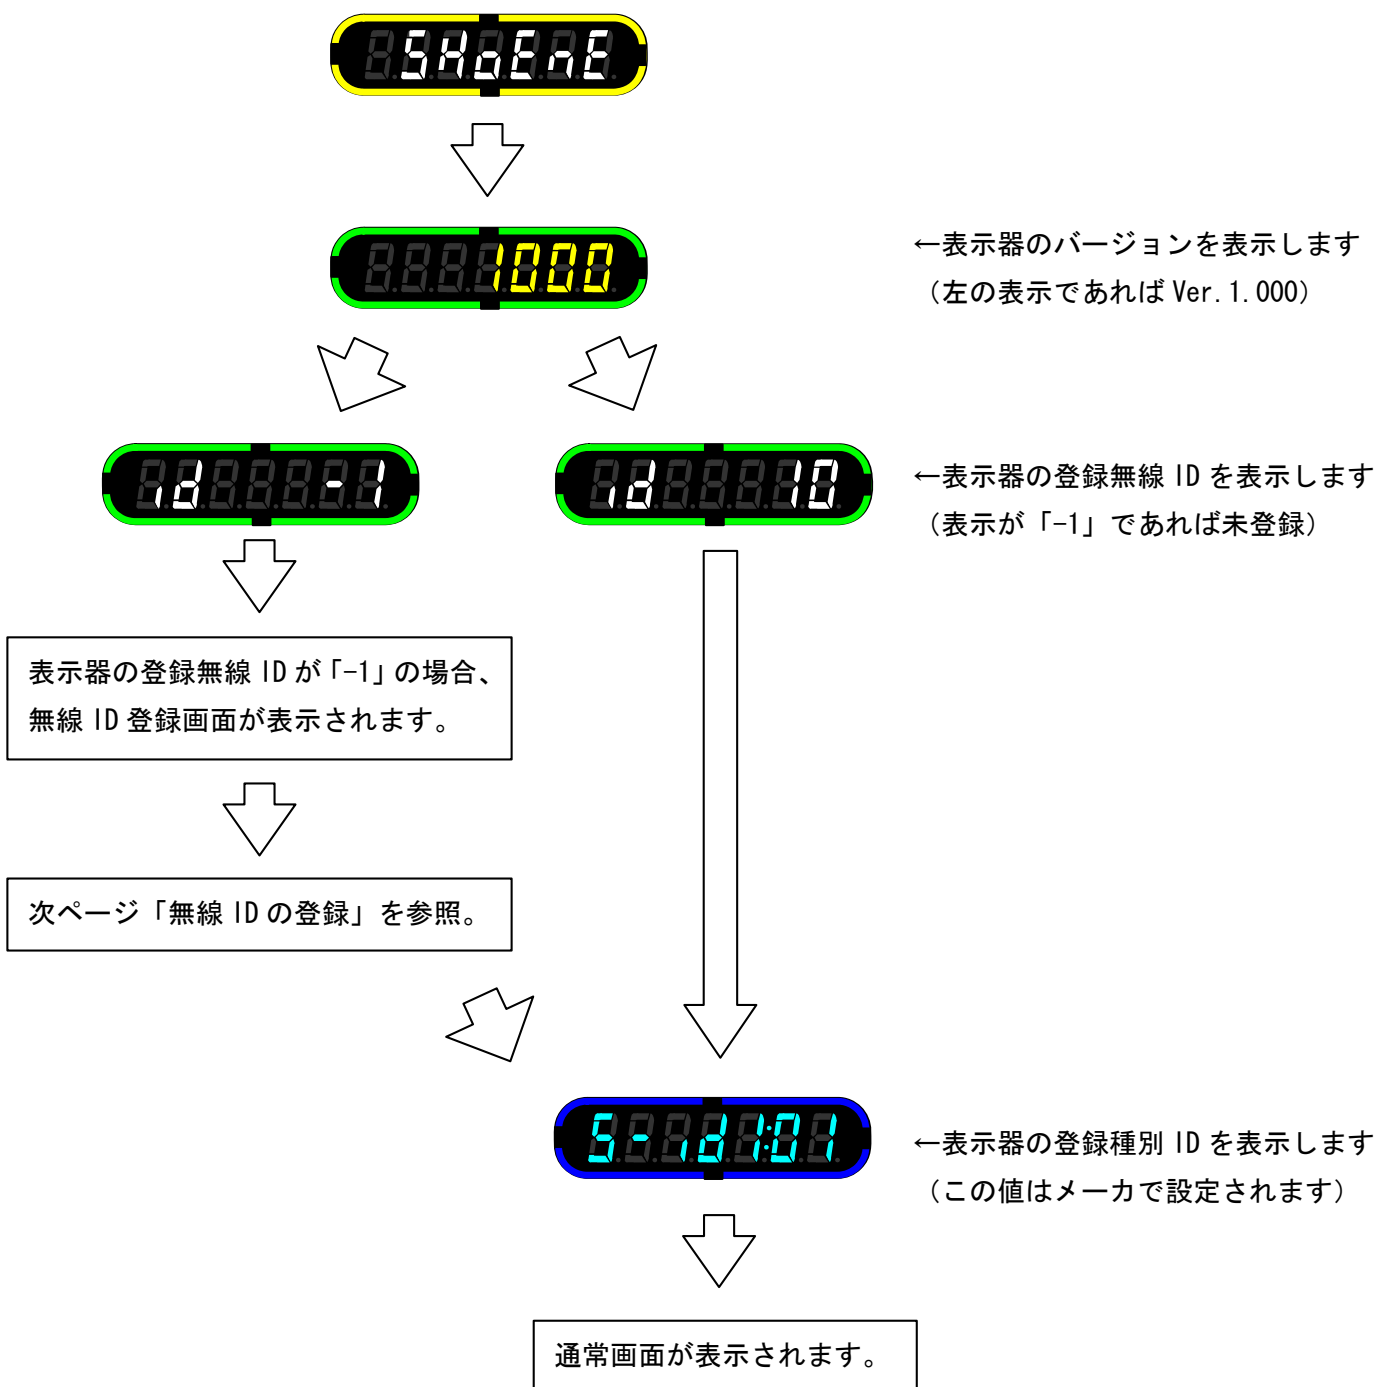 SHoEnE
1000
←表示器のバージョンを表示します
（左の表示であれば Ver.1.000）
id -1
id 10
←表示器の登録無線 ID を表示します
（表示が「-1」であれば未登録）
表示器の登録無線 ID が「-1」の場合、
無線 ID 登録画面が表示されます。
次ページ「無線 ID の登録」を参照。
S-id1:01
←表示器の登録種別 ID を表示します
（この値はメーカで設定されます）
通常画面が表示されます。